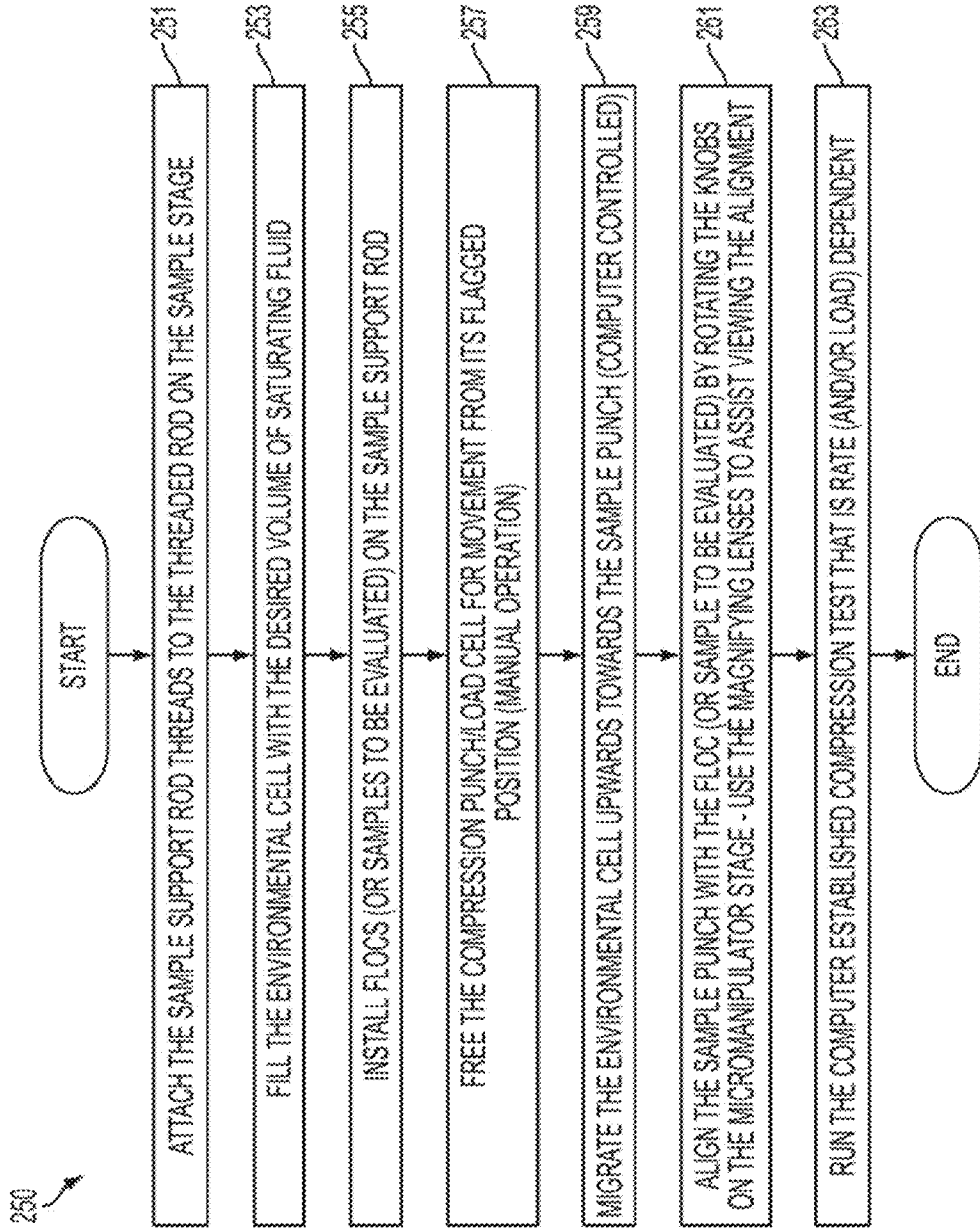 250
START
ATTACH THE SAMPLE SUPPORT ROD THREADS TO THE THREADED ROD ON THE SAMPLE STAGE
251
FILL THE ENVIRONMENTAL CELL WITH THE DESIRED VOLUME OF SATURATING FLUID
253
INSTALL FLOCS (OR SAMPLES TO BE EVALUATED) ON THE SAMPLE SUPPORT ROD
255
FREE THE COMPRESSION PUNCH/LOAD CELL FOR MOVEMENT FROM ITS FLAGGED
POSITION (MANUAL OPERATION)
257
MIGRATE THE ENVIRONMENTAL CELL UPWARDS TOWARDS THE SAMPLE PUNCH (COMPUTER CONTROLLED)
259
ALIGN THE SAMPLE PUNCH WITH THE FLOC (OR SAMPLE TO BE EVALUATED) BY ROTATING THE KNOBS
ON THE MICROMANIPULATOR STAGE - USE THE MAGNIFYING LENSES TO ASSIST VIEWING THE ALIGNMENT
261
RUN THE COMPUTER ESTABLISHED COMPRESSION TEST THAT IS RATE (AND/OR LOAD) DEPENDENT
263
END